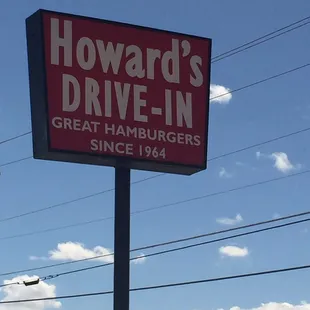 Howard's
DRIVE-IN
GREAT HAMBURGERS
SINCE 1964